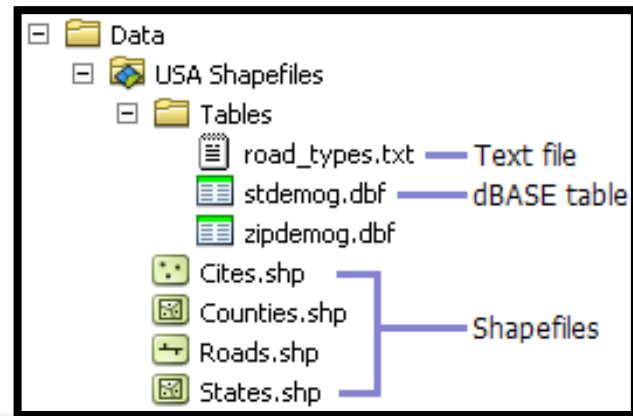 Data
USA Shapefiles
Tables
road_types.txt Text file
stdemog.dbf dBASE table
zipdemog.dbf
Cites.shp
Counties.shp
Shapefiles
Roads.shp
States.shp